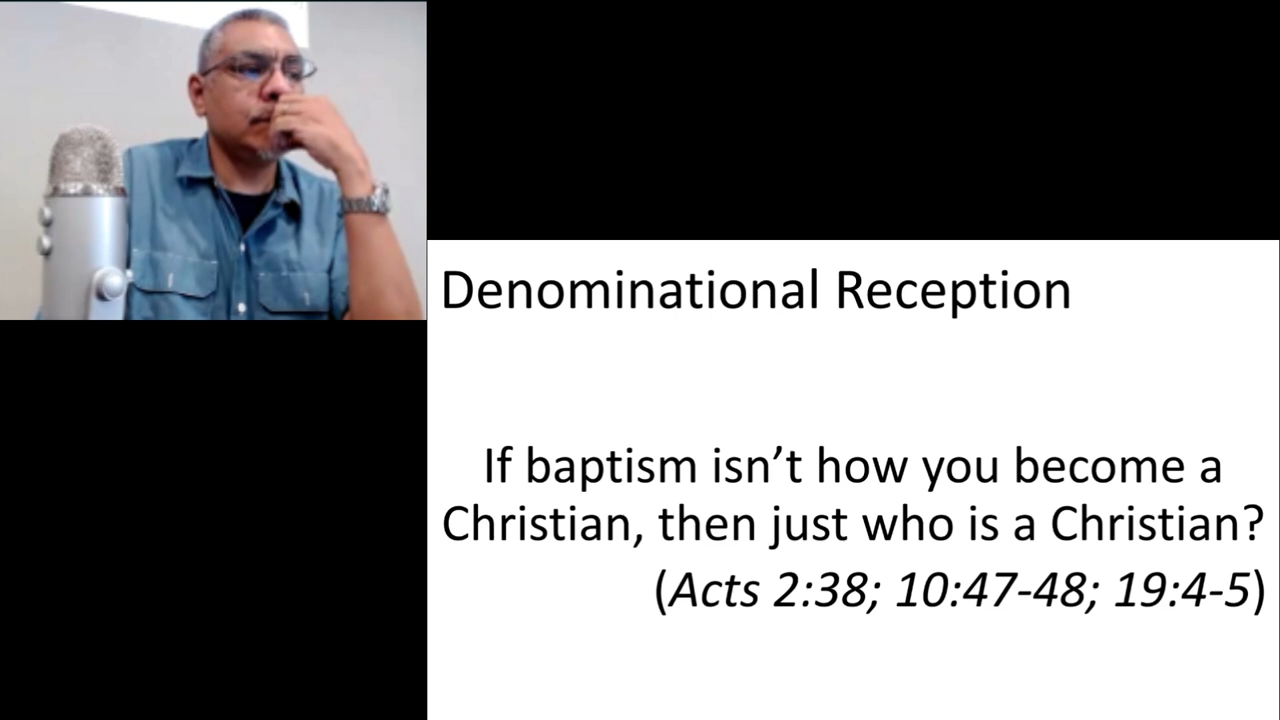 Denominational Reception
If baptism isn’t how you become a
Christian, then just who is a Christian?
(Acts 2:38; 10:47-48; 19:4-5)